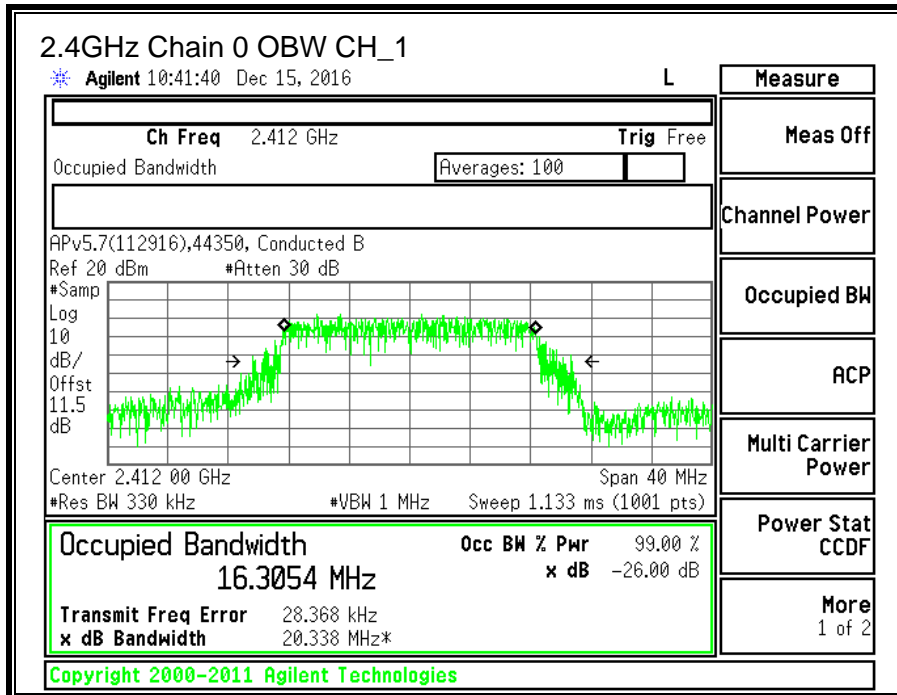 2.4GHz Chain 0 OBW CH_1
Agilent 10:41:40 Dec 15, 2016 L
Measure
Ch Freq 2.412 GHz Trig Free
Meas Off
Occupied Bandwidth Averages: 100
Channel Power
APv5.7(112916),44350, Conducted B
Ref 20 dBm #Atten 30 dB
#Samp
Log
10
dB/
Offst
11.5
dB
Occupied BW
ACP
Center 2.412 00 GHz Span 40 MHz
#Res BW 330 kHz #VBW 1 MHz Sweep 1.133 ms (1001 pts)
Multi Carrier
Power
Occupied Bandwidth
16.3054 MHz
Occ BW % Pwr 99.00 %
x dB -26.00 dB
Transmit Freq Error 28.368 kHz
x dB Bandwidth 20.338 MHz*
Power Stat
CCDF
More
1 of 2
Copyright 2000-2011 Agilent Technologies